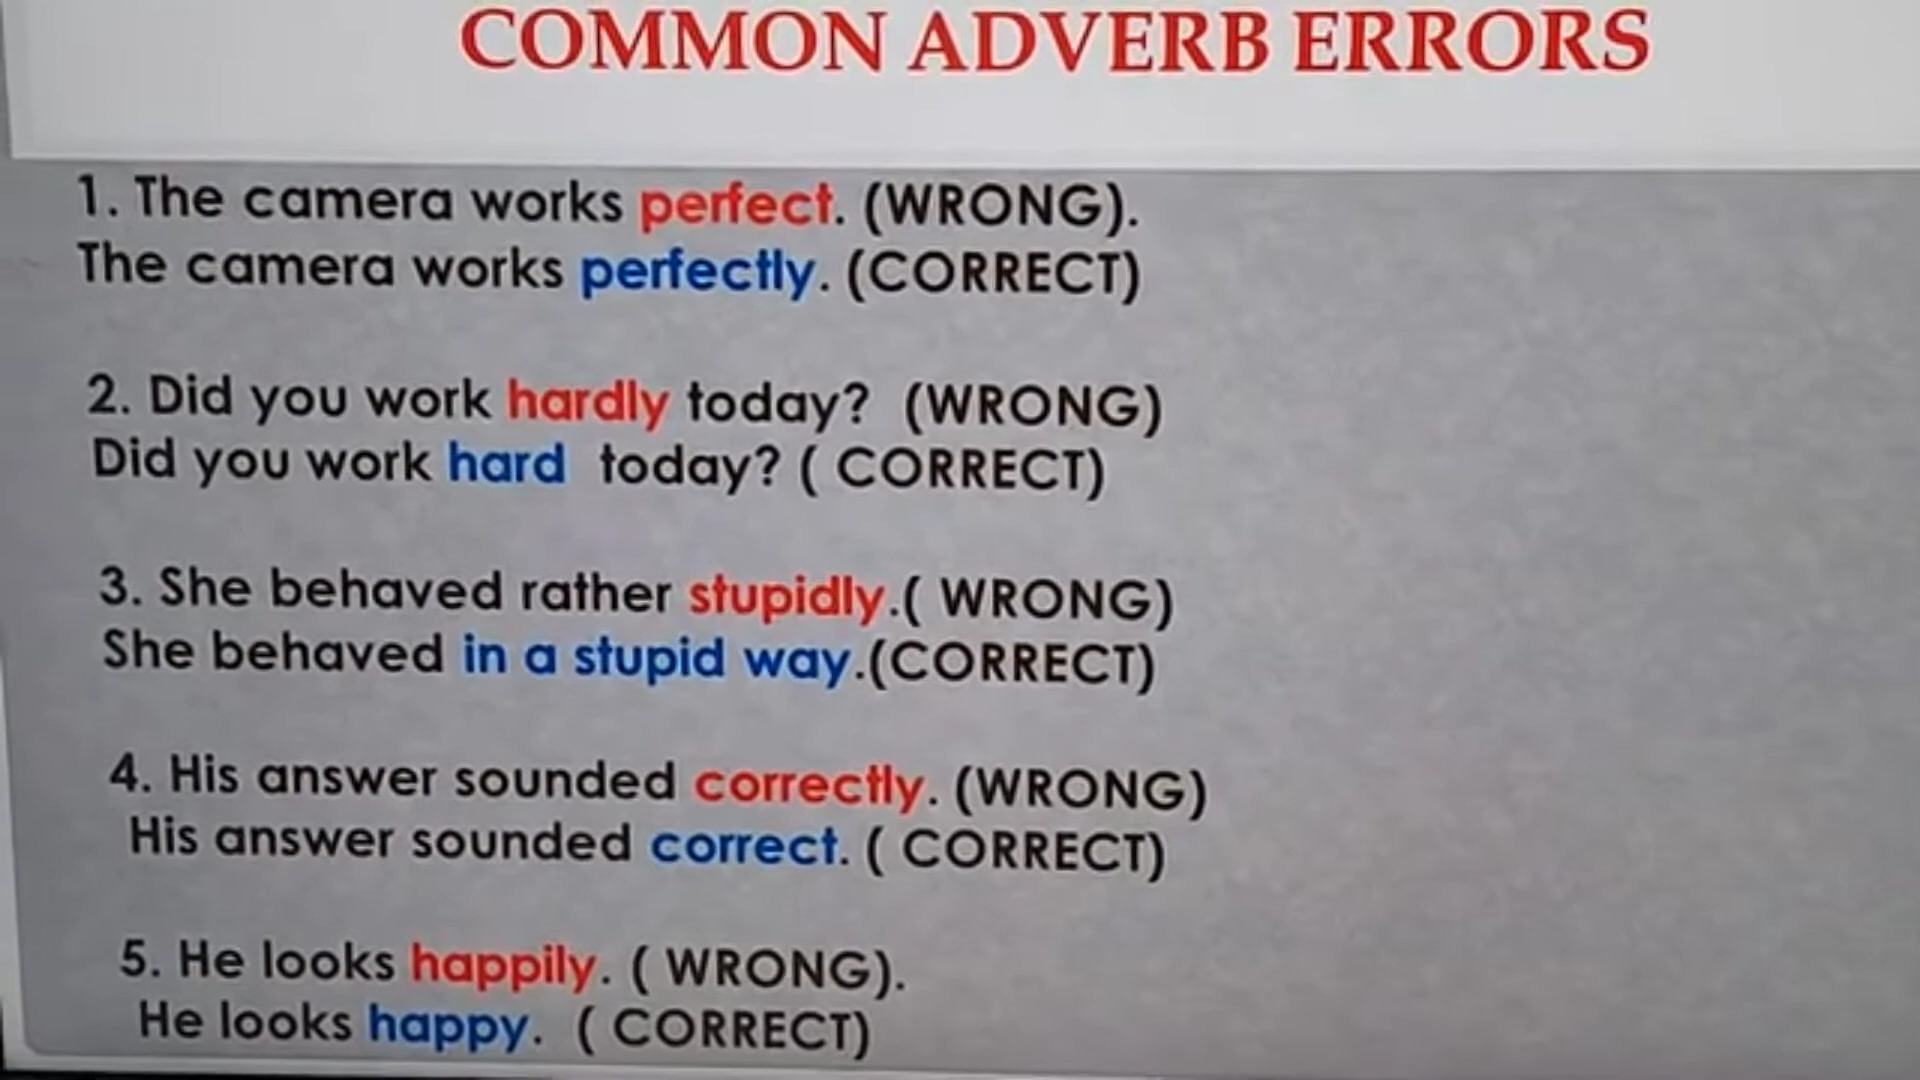 COMMON ADVERB ERRORS
1. The camera works perfect. (WRONG).
The camera works perfectly. (CORRECT)
2. Did you work hardly today? (WRONG)
Did you work hard today? ( CORRECT)
3. She behaved rather stupidly.( WRONG)
She behaved in a stupid way.(CORRECT)
4. His answer sounded correctly. (WRONG)
His answer sounded correct. ( CORRECT)
5. He looks happily. ( WRONG).
He looks happy. ( CORRECT)